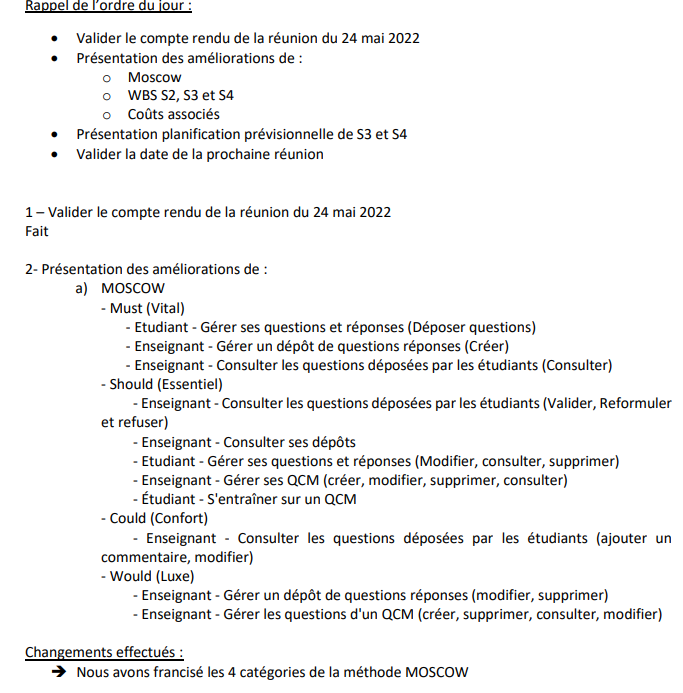 Rappel de l'ordre du jour :
• Valider le compte rendu de la réunion du 24 mai 2022
• Présentation des améliorations de :
o Moscow
o WBS S2, S3 et S4
o Coûts associés
• Présentation planification prévisionnelle de S3 et S4
• Valider la date de la prochaine réunion
1 – Valider le compte rendu de la réunion du 24 mai 2022
Fait
2- Présentation des améliorations de :
a) MOSCOW
- Must (Vital)
- Etudiant - Gérer ses questions et réponses (Déposer questions)
- Enseignant - Gérer un dépôt de questions réponses (Créer)
- Enseignant - Consulter les questions déposées par les étudiants (Consulter)
- Should (Essentiel)
- Enseignant - Consulter les questions déposées par les étudiants (Valider, Reformuler
et refuser)
- Enseignant - Consulter ses dépôts
- Etudiant - Gérer ses questions et réponses (Modifier, consulter, supprimer)
- Enseignant - Gérer ses QCM (créer, modifier, supprimer, consulter)
- Étudiant - S'entraîner sur un QCM
- Could (Confort)
- Enseignant - Consulter les questions déposées par les étudiants (ajouter un
commentaire, modifier)
- Would (Luxe)
- Enseignant - Gérer un dépôt de questions réponses (modifier, supprimer)
- Enseignant - Gérer les questions d'un QCM (créer, supprimer, consulter, modifier)
Changements effectués :
➔ Nous avons francisé les 4 catégories de la méthode MOSCOW